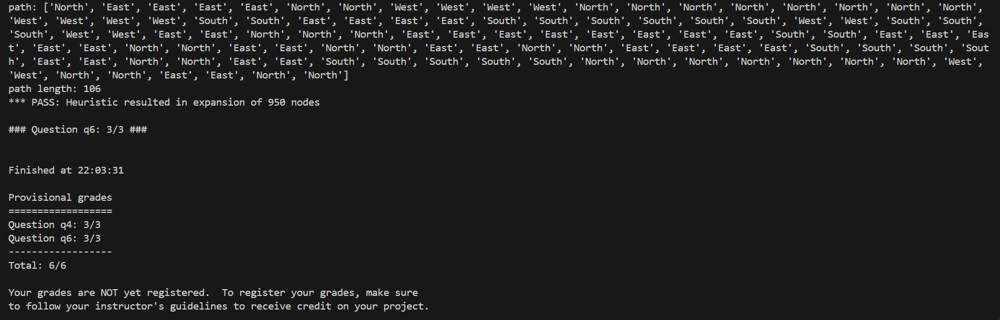 path: ['North', 'East', 'East', 'East', 'East', 'North', 'North', 'West', 'West', 'West', 'West', 'North', 'North', 'North', 'North', 'North', 'North', 'North', 'North',
'West', 'West', 'West', 'West', 'South', 'South', 'East', 'East', 'East', 'East', 'South', 'South', 'South', 'South', 'South', 'South', 'West', 'West', 'South', 'South',
'South', 'West', 'West', 'East', 'East', 'North', 'North', 'North', 'East', 'East', 'East', 'East', 'East', 'East', 'East', 'East', 'South', 'South', 'East', 'East', 'Eas
t', 'East', 'East', 'North', 'North', 'East', 'East', 'North', 'North', 'East', 'East', 'North', 'North', 'East', 'East', 'East', 'East', 'South', 'South', 'South', 'Sout
h', 'East', 'East', 'North', 'North', 'East', 'East', 'South', 'South', 'South', 'South', 'South', 'North', 'North', 'North', 'North', 'North', 'North', 'North', 'West',
'West', 'North', 'North', 'East', 'East', 'North', 'North']
path length: 106
*** PASS: Heuristic resulted in expansion of 950 nodes
### Question q6: 3/3 ###
Finished at 22:03:31
Provisional grades
==================
Question q4: 3/3
Question q6: 3/3
------------------
Total: 6/6
Your grades are NOT yet registered.  To register your grades, make sure
to follow your instructor's guidelines to receive credit on your project.